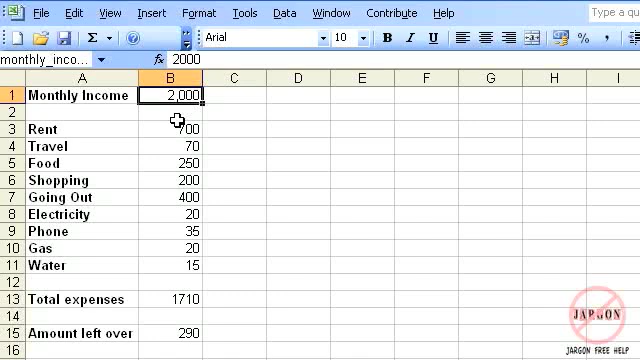 File Edit View Insert Format Tools Data Window Contribute Help Type a qu
Σ Arial 10 B I U %
monthly_inco... fx 2000
A B C D E F G H I
1 Monthly Income 2,000
2
3 Rent 700
4 Travel 70
5 Food 250
6 Shopping 200
7 Going Out 400
8 Electricity 20
9 Phone 35
10 Gas 20
11 Water 15
12
13 Total expenses 1710
14
15 Amount left over 290
16
JARGON
JARGON FREE HELP